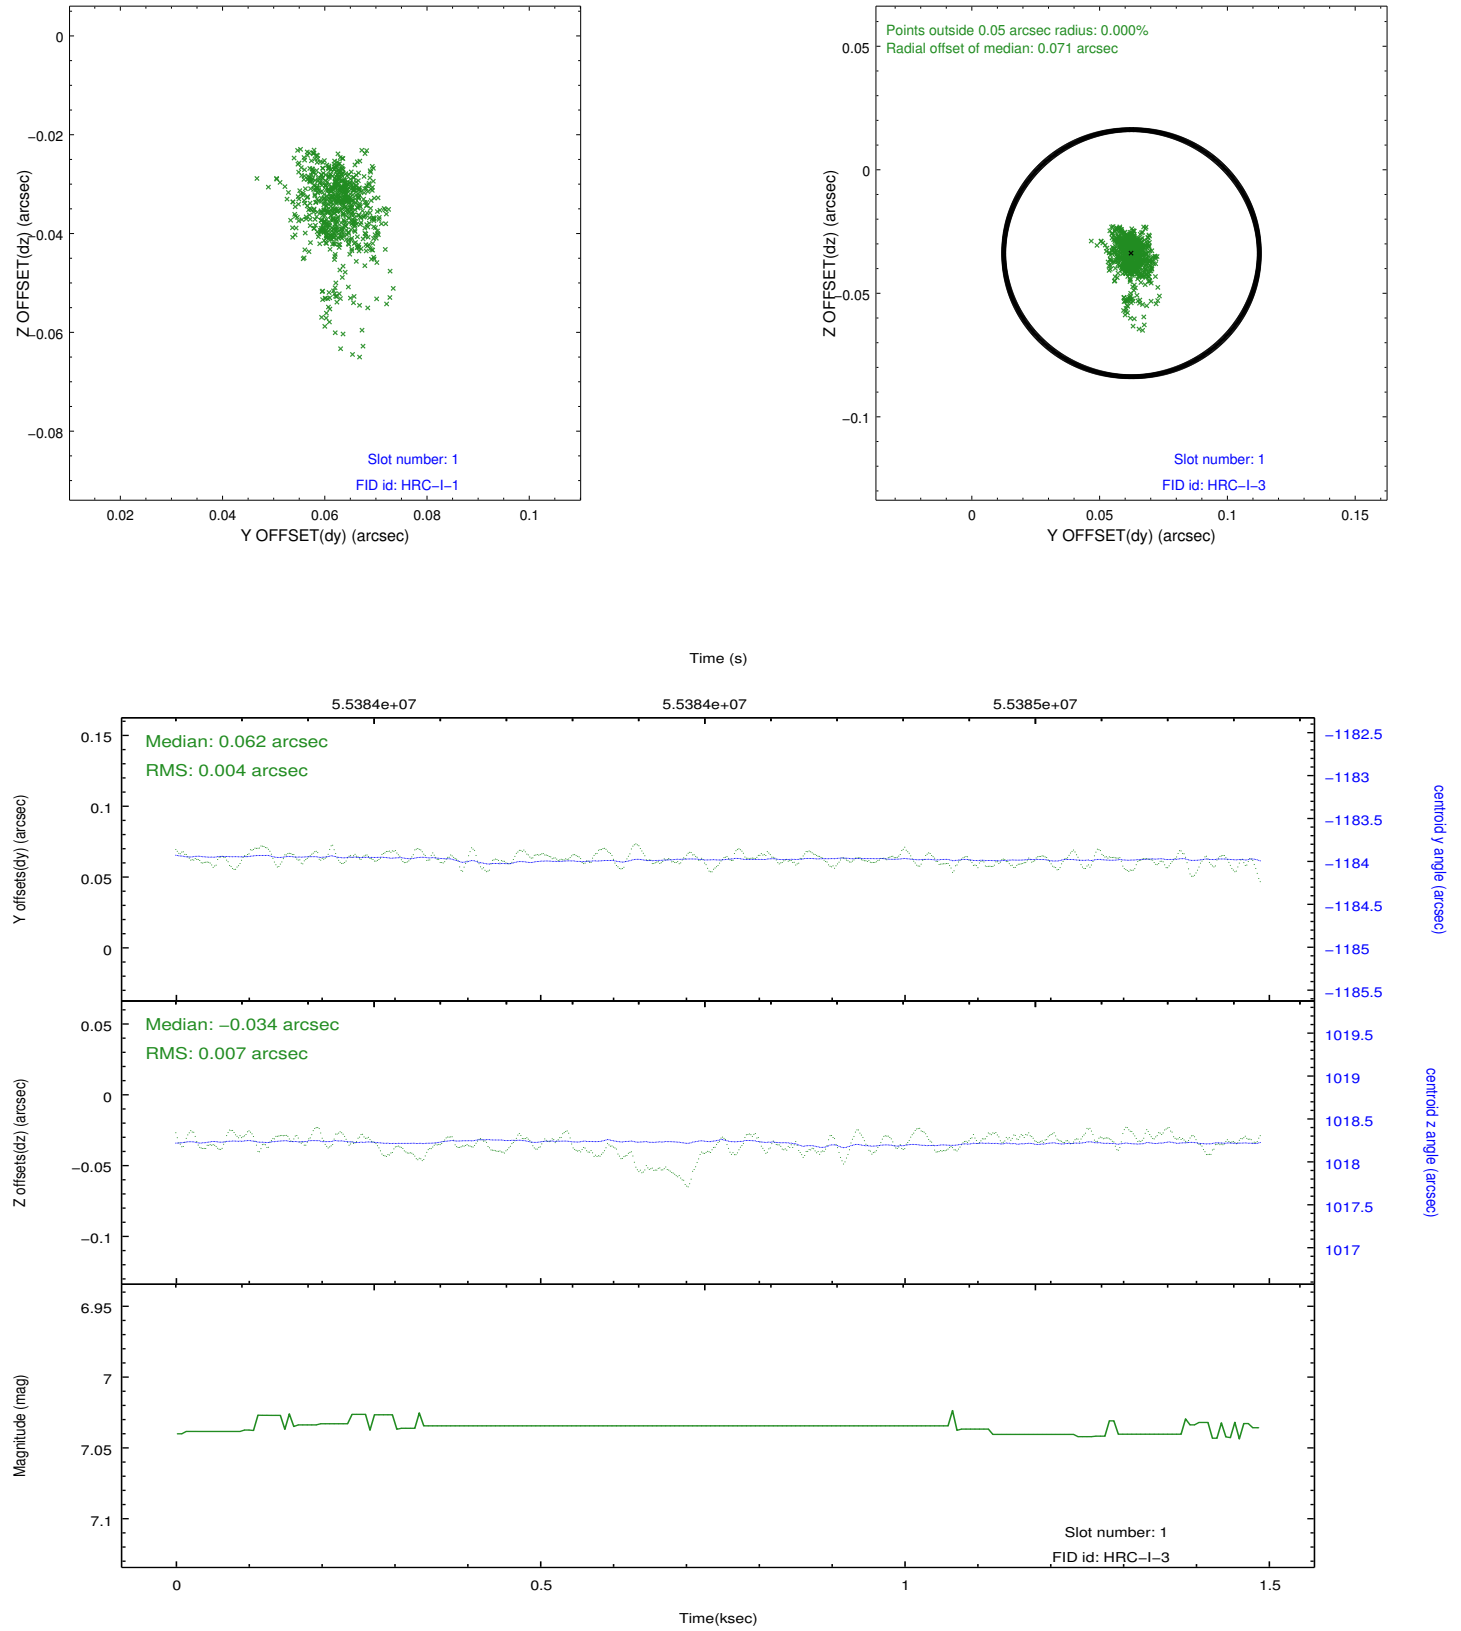 0
−0.02
−0.04
−0.06
−0.08
Z OFFSET(dz) (arcsec)
Slot number: 1
FID id: HRC−I−1
0.02
0.04
0.06
0.08
0.1
Y OFFSET(dy) (arcsec)
Points outside 0.05 arcsec radius: 0.000%
Radial offset of median: 0.071 arcsec
0.05
0
−0.05
−0.1
Z OFFSET(dz) (arcsec)
Slot number: 1
FID id: HRC−I−3
0
0.05
0.1
0.15
Y OFFSET(dy) (arcsec)
Time (s)
5.5384e+07
5.5384e+07
5.5385e+07
Median: 0.062 arcsec
RMS: 0.004 arcsec
0.15
0.1
0.05
0
Y offsets(dy) (arcsec)
−1182.5
−1183
−1183.5
−1184
−1184.5
−1185
−1185.5
centroid y angle (arcsec)
Median: −0.034 arcsec
RMS: 0.007 arcsec
0.05
0
−0.05
−0.1
Z offsets(dz) (arcsec)
1019.5
1019
1018.5
1018
1017.5
1017
centroid z angle (arcsec)
6.95
7
7.05
7.1
Magnitude (mag)
Slot number: 1
FID id: HRC−I−3
0
0.5
1
1.5
Time(ksec)